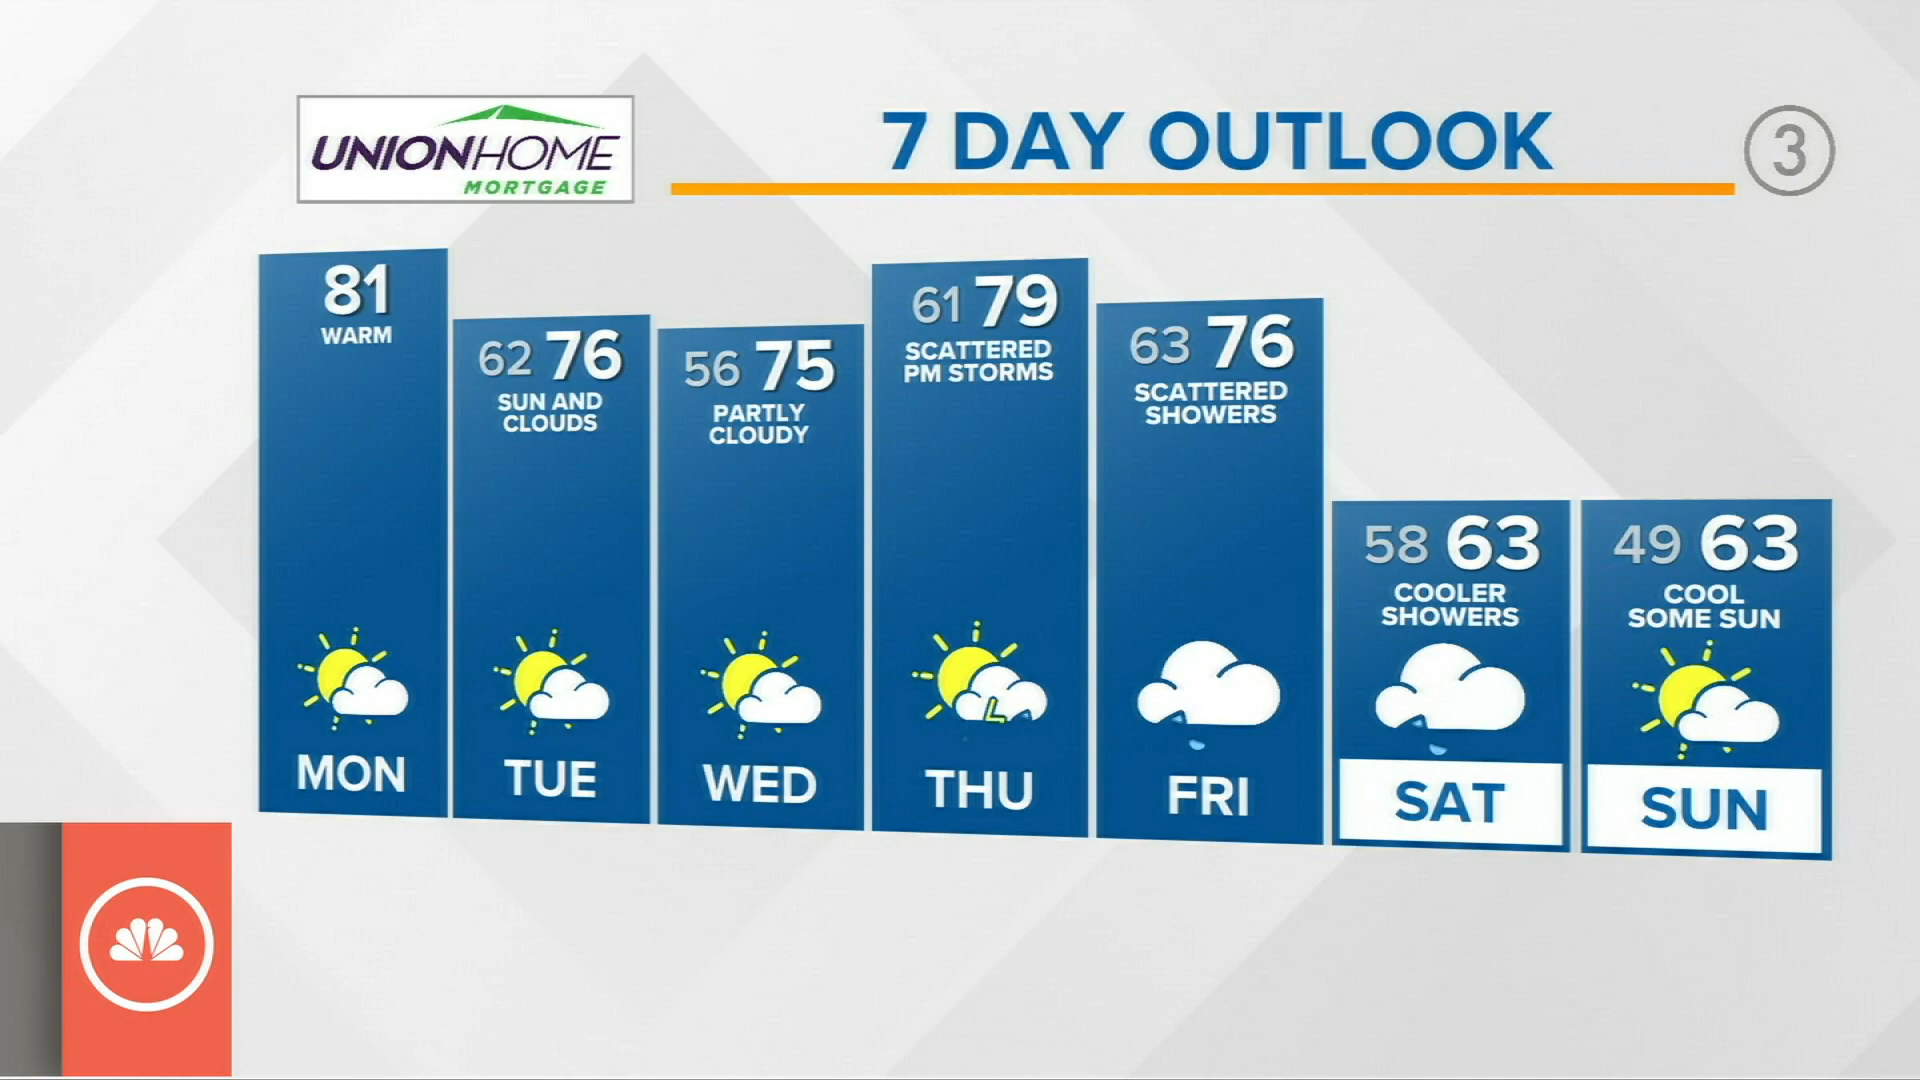 UNIONHOME
MORTGAGE
7 DAY OUTLOOK
3
81
WARM
MON
62 76
SUN AND
CLOUDS
TUE
56 75
PARTLY
CLOUDY
WED
61 79
SCATTERED
PM STORMS
THU
63 76
SCATTERED
SHOWERS
FRI
58 63
COOLER
SHOWERS
SAT
49 63
COOL
SOME SUN
SUN